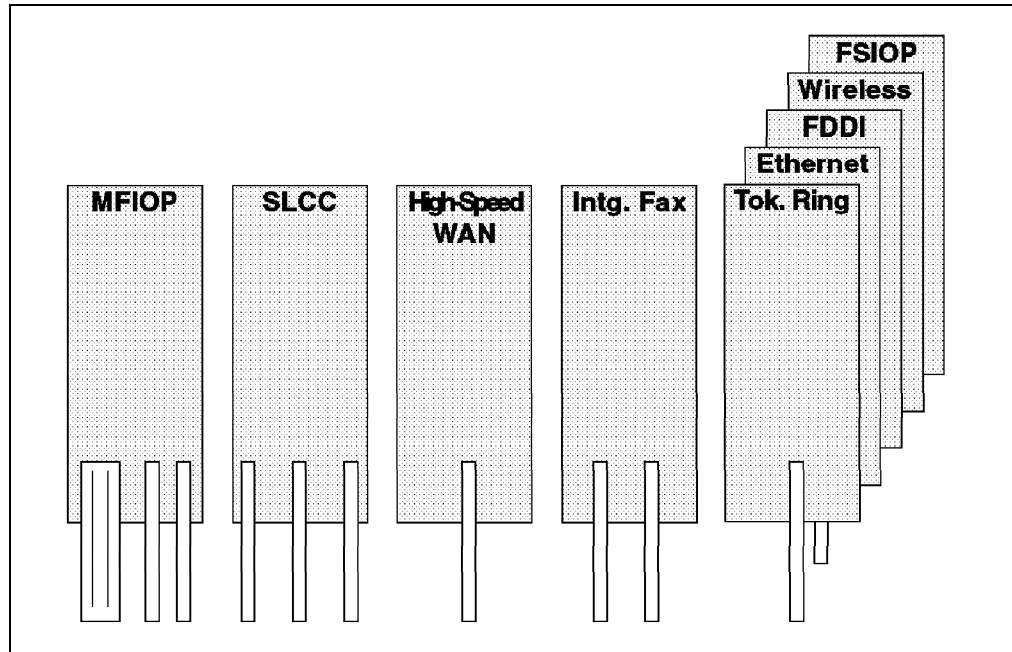 FSIOP
Wireless
FDDI
Ethernet
MFIOP
SLCC
High-Speed
WAN
Intg. Fax
Tok. Ring